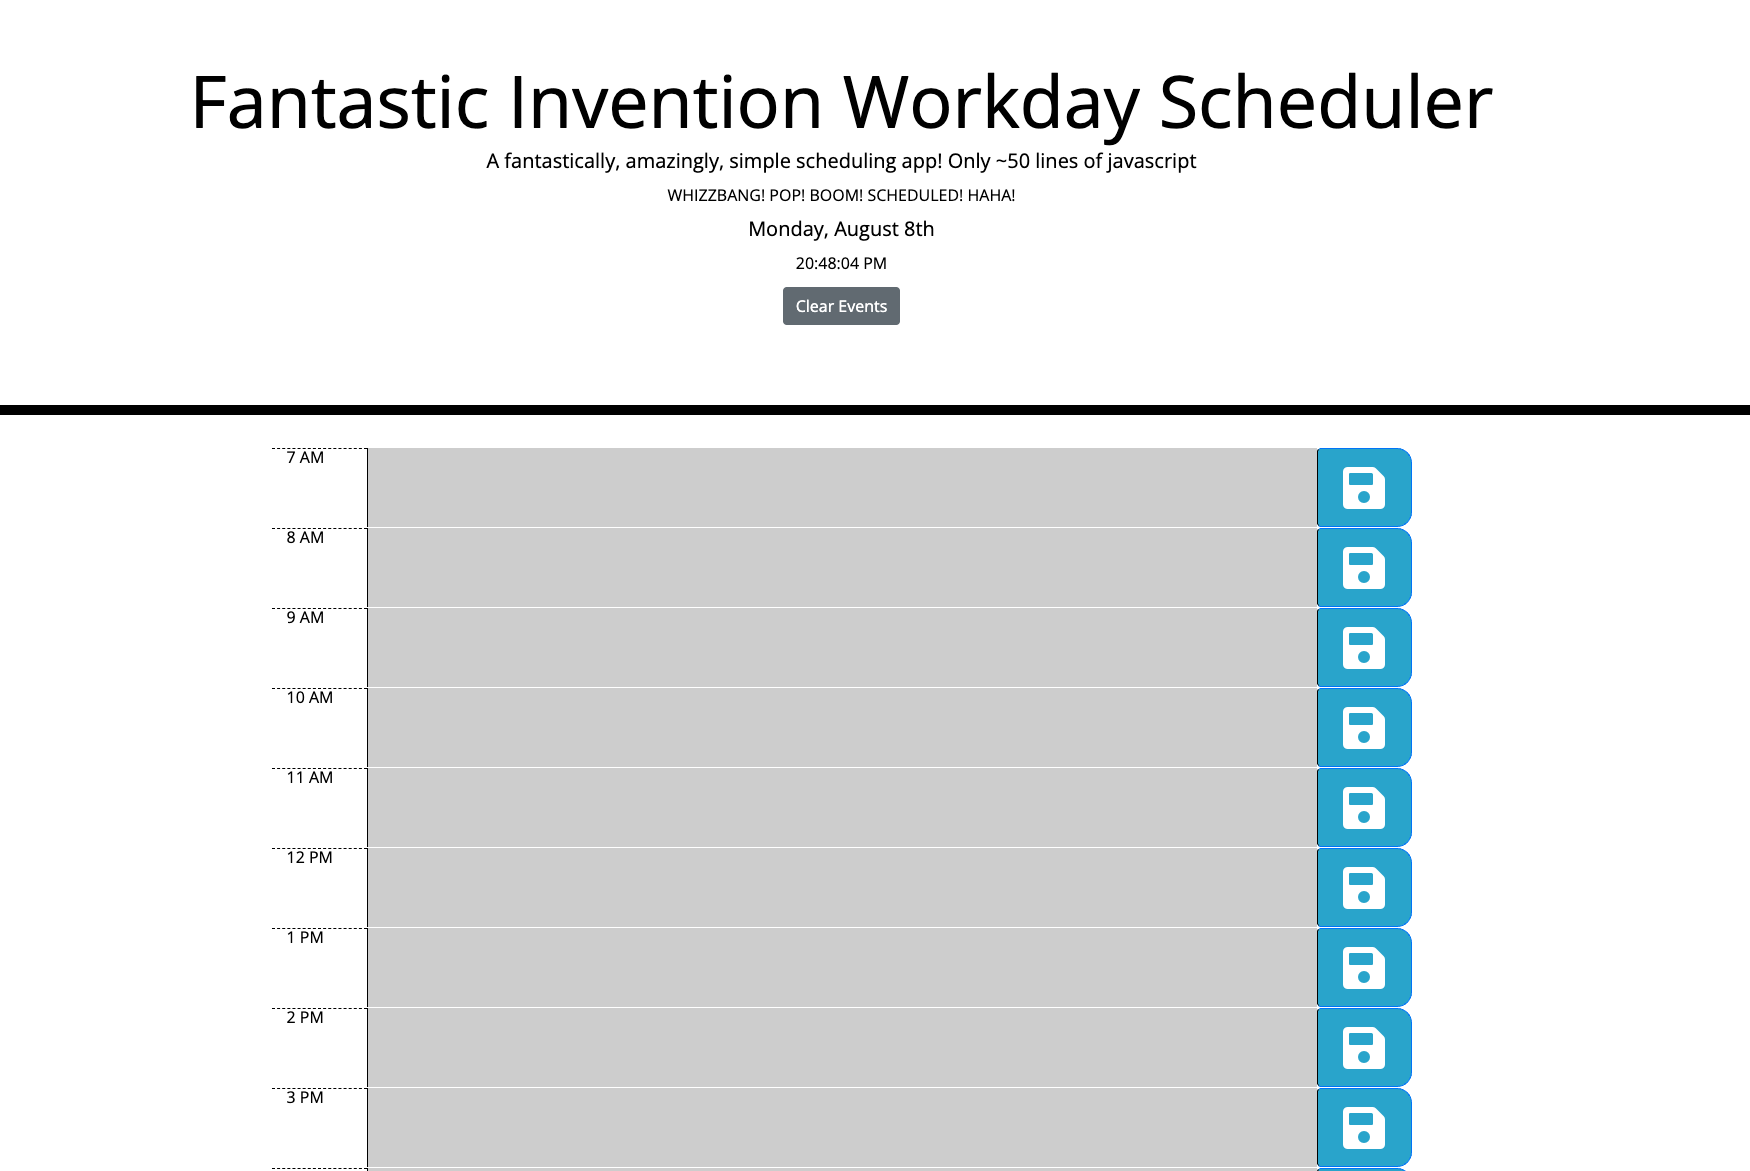 Fantastic Invention Workday Scheduler
A fantastically, amazingly, simple scheduling app! Only ~50 lines of javascript
WHIZZBANG! POP! BOOM! SCHEDULED! HAHA!
Monday, August 8th
20:48:04 PM
Clear Events
7 AM
8 AM
9 AM
10 AM
11 AM
12 PM
1 PM
2 PM
3 PM